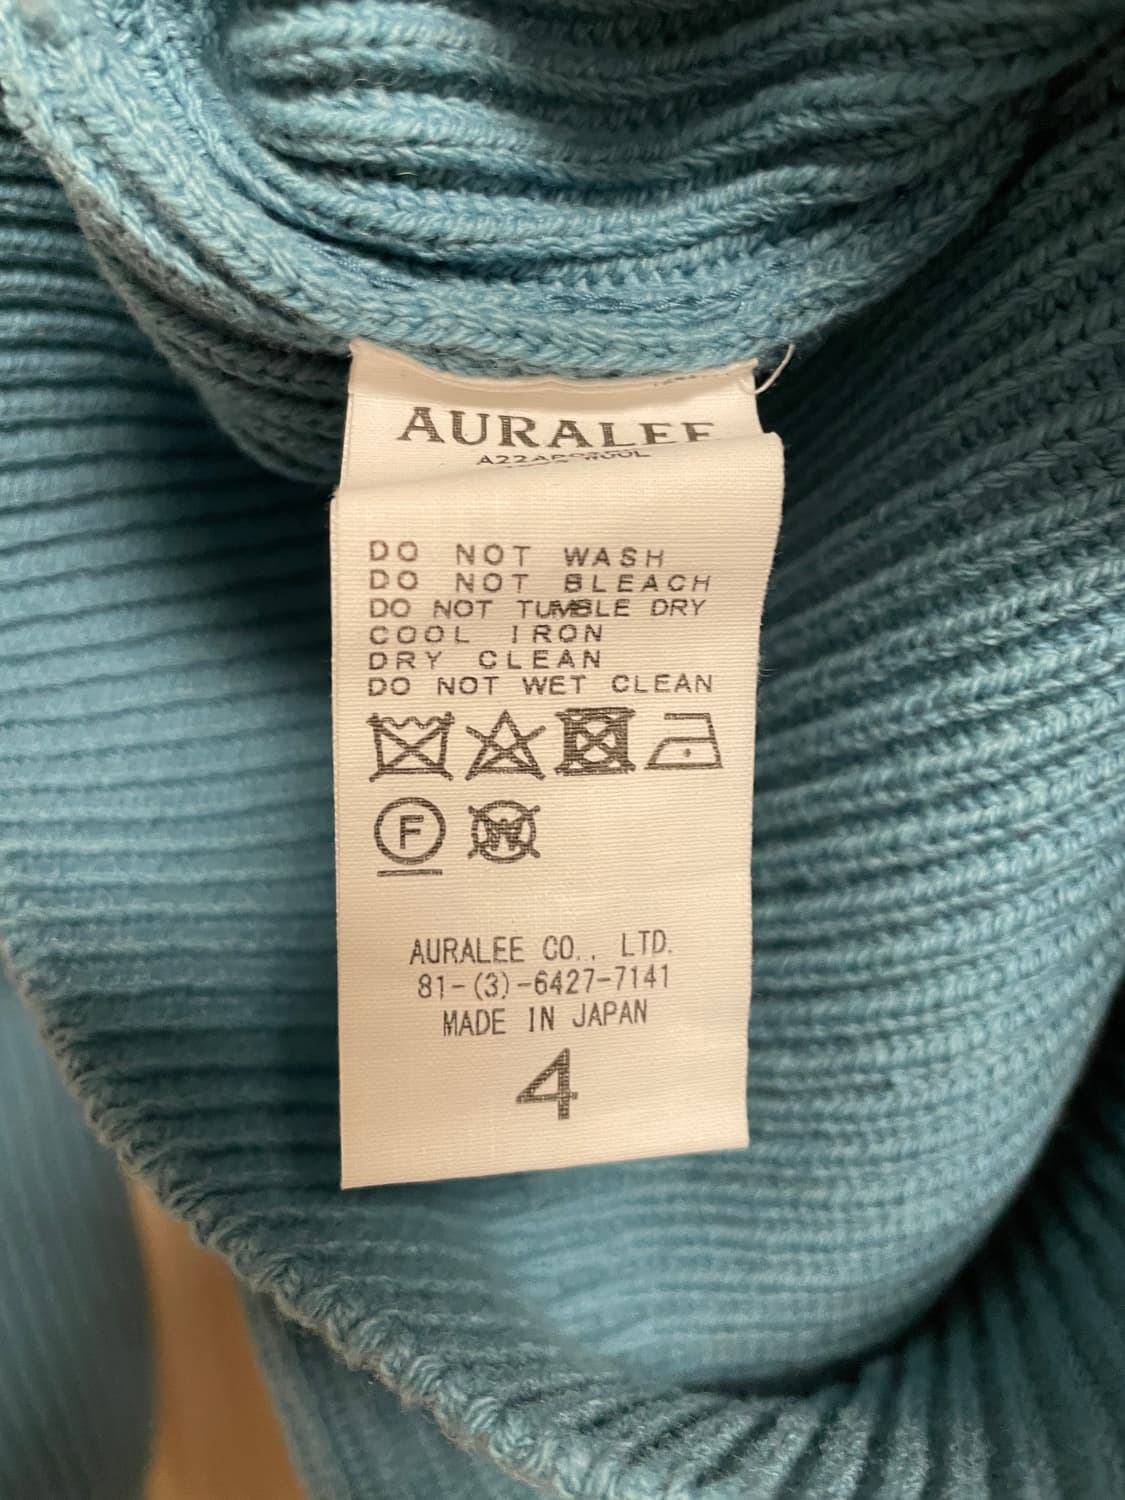 AURALEE
WOOL
DO NOT WASH
DO NOT BLEACH
DO NOT TUMBLE DRY
COOL IRON
DRY CLEAN
DO NOT WET CLEAN
F W
AURALEE CO., LTD.
81-(3)-6427-7141
MADE IN JAPAN
4